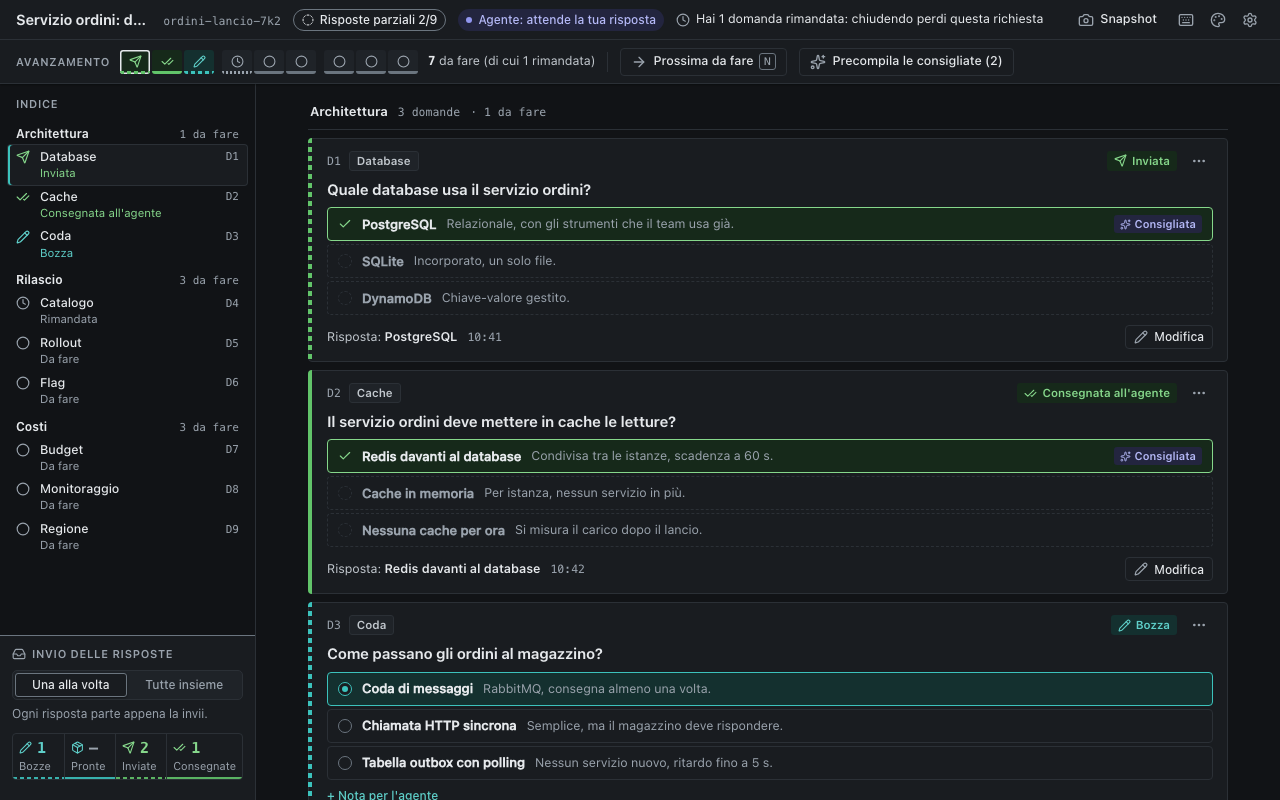 Servizio ordini: d... ordini-lancio-7k2 Risposte parziali 2/9 Agente: attende la tua risposta Hai 1 domanda rimandata: chiudendo perdi questa richiesta Snapshot
AVANZAMENTO 7 da fare (di cui 1 rimandata) Prossima da fare N Precompila le consigliate (2)
INDICE
Architettura 1 da fare
Database D1
Inviata
Cache D2
Consegnata all'agente
Coda D3
Bozza
Rilascio 3 da fare
Catalogo D4
Rimandata
Rollout D5
Da fare
Flag D6
Da fare
Costi 3 da fare
Budget D7
Da fare
Monitoraggio D8
Da fare
Regione D9
Da fare
INVIO DELLE RISPOSTE
Una alla volta Tutte insieme
Ogni risposta parte appena la invii.
1 — 2 1
Bozze Pronte Inviate Consegnate
Architettura 3 domande · 1 da fare
D1 Database Inviata
Quale database usa il servizio ordini?
PostgreSQL Relazionale, con gli strumenti che il team usa già. Consigliata
SQLite Incorporato, un solo file.
DynamoDB Chiave-valore gestito.
Risposta: PostgreSQL 10:41 Modifica
D2 Cache Consegnata all'agente
Il servizio ordini deve mettere in cache le letture?
Redis davanti al database Condivisa tra le istanze, scadenza a 60 s. Consigliata
Cache in memoria Per istanza, nessun servizio in più.
Nessuna cache per ora Si misura il carico dopo il lancio.
Risposta: Redis davanti al database 10:42 Modifica
D3 Coda Bozza
Come passano gli ordini al magazzino?
Coda di messaggi RabbitMQ, consegna almeno una volta.
Chiamata HTTP sincrona Semplice, ma il magazzino deve rispondere.
Tabella outbox con polling Nessun servizio nuovo, ritardo fino a 5 s.
+ Nota per l'agente